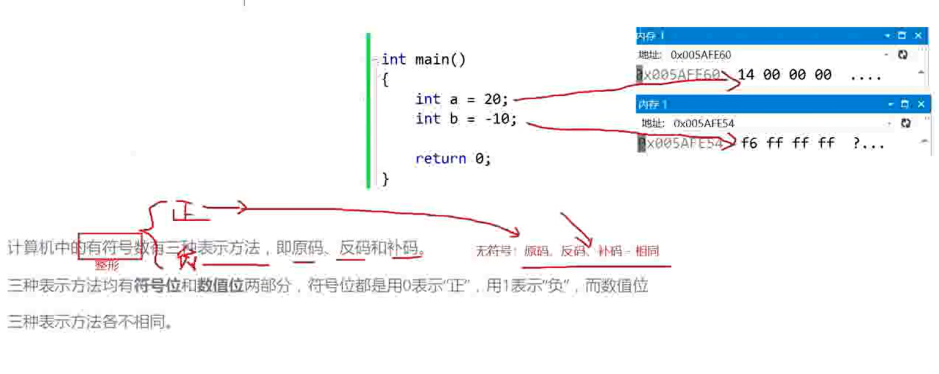 内存 1
地址: 0x005AFE60
0x005AFE60 14 00 00 00 ....
内存 1
地址: 0x005AFE54
0x005AFE54 f6 ff ff ff ?...
int main()
{
int a = 20;
int b = -10;
return 0;
}
正
计算机中的有符号数有三种表示方法，即原码、反码和补码。
整形
负
无符号：原码、反码、补码 - 相同
三种表示方法均有符号位和数值位两部分，符号位都是用0表示“正”，用1表示“负”，而数值位
三种表示方法各不相同。